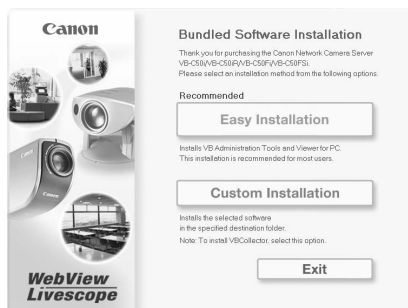 Canon
WebView
Livescope
Bundled Software Installation
Thank you for purchasing the Canon Network Camera Server
VB-C50i/VB-C50iR/VB-C50Fi/VB-C50FSi.
Please select an installation method from the following options.
Recommended
Easy Installation
Installs VB Administration Tools and Viewer for PC.
This installation is recommended for most users.
Custom Installation
Installs the selected software
in the specified destination folder.
Note: To install VBCollector, select this option.
Exit